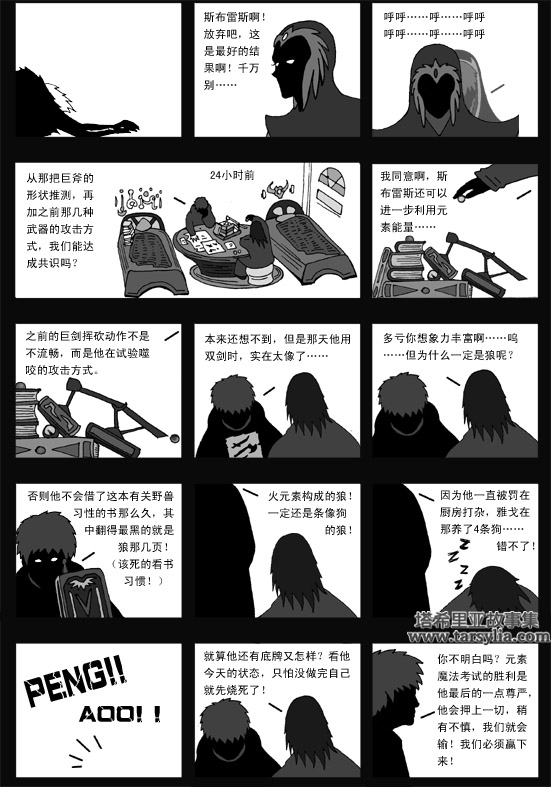 斯布雷斯啊！
放弃吧，这
是最好的结
果啊！千万
别……
呼呼……呼……呼呼
呼呼……呼……呼呼
从那把巨斧的
形状推测，再
加之前那几种
武器的攻击方
式，我们能达
成共识吗？
24小时前
我同意啊，斯
布雷斯还可以
进一步利用元
素能量……
之前的巨剑挥砍动作不是
不流畅，而是他在试验噬
咬的攻击方式。
本来还想不到，但是那天他用
双剑时，实在太像了……
多亏你想象力丰富啊……呜
……但为什么一定是狼呢？
否则他不会借了这本有关野兽
习性的书那么久，其
中翻得最黑的就是
狼那几页！
（该死的看书
习惯！）
火元素构成的狼！
一定还是条像狗
的狼！
因为他一直被罚在
厨房打杂，雅戈在
那养了4条狗……
错不了！
z z z
塔希里亚故事集
www.tarsylia.com
PENG!!
AOO!!
就算他还有底牌又怎样？看他
今天的状态，只怕没做完自己
就先烧死了！
你不明白吗？元素
魔法考试的胜利是
他最后的一点尊严，
他会押上一切，稍
有不慎，我们就会
输！我们必须赢下
来！